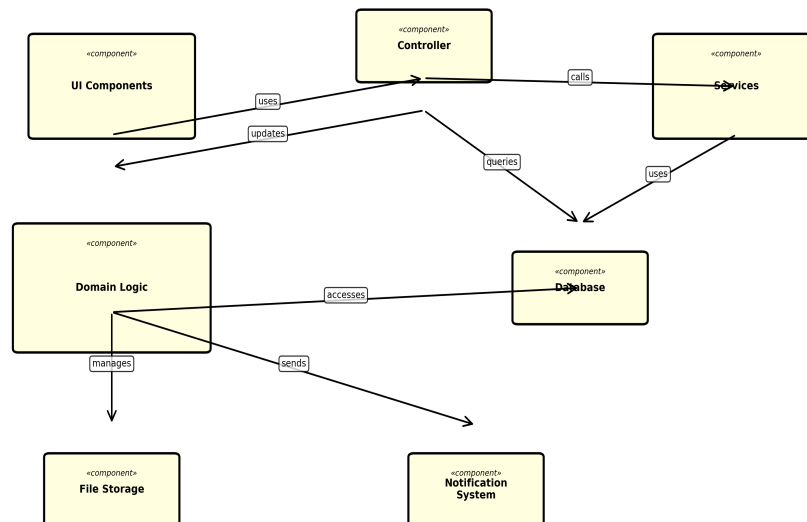 «component»
Controller
«component»
UI Components
«component»
Services
uses
calls
updates
queries
uses
«component»
Domain Logic
«component»
Database
accesses
manages
sends
«component»
File Storage
«component»
Notification
System